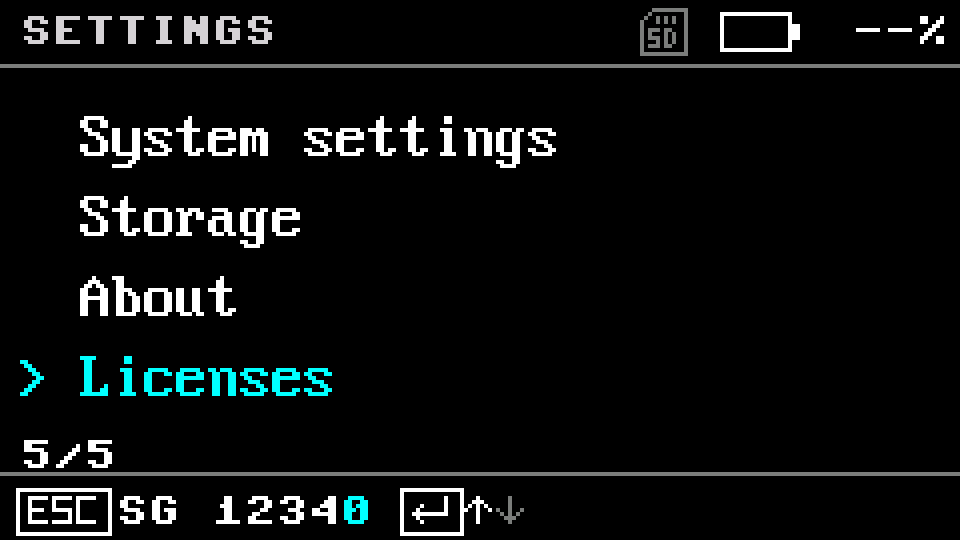 SETTINGS SD --%
System settings
Storage
About
> Licenses
5/5
ESC SG 12340 ↵↑↓